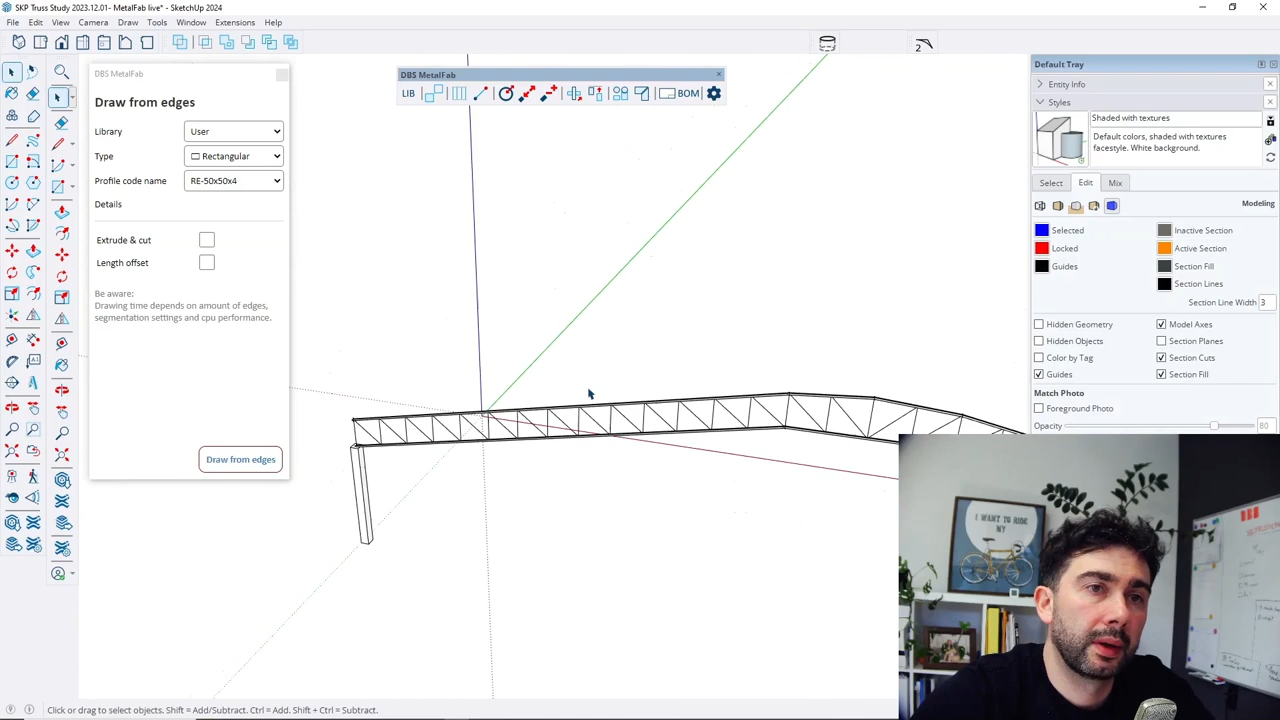 SKP Truss Study 2023.12.01- MetalFab live* - SketchUp 2024
File Edit View Camera Draw Tools Window Extensions Help
2
DBS MetalFab
Draw from edges
Library User
Type Rectangular
Profile code name RE-50x50x4
Details
Extrude & cut
Length offset
Be aware:
Drawing time depends on amount of edges,
segmentation settings and cpu performance.
Draw from edges
DBS MetalFab
LIB BOM
Default Tray
Entity Info
Styles
Shaded with textures
Default colors, shaded with textures
facestyle. White background.
Select Edit Mix
Modeling
Selected Inactive Section
Locked Active Section
Guides Section Fill
Section Lines
Section Line Width 3
Hidden Geometry Model Axes
Hidden Objects Section Planes
Color by Tag Section Cuts
Guides Section Fill
Match Photo
Foreground Photo
Opacity 80
I WANT TO RIDE
MY
Click or drag to select objects. Shift = Add/Subtract. Ctrl = Add. Shift + Ctrl = Subtract.